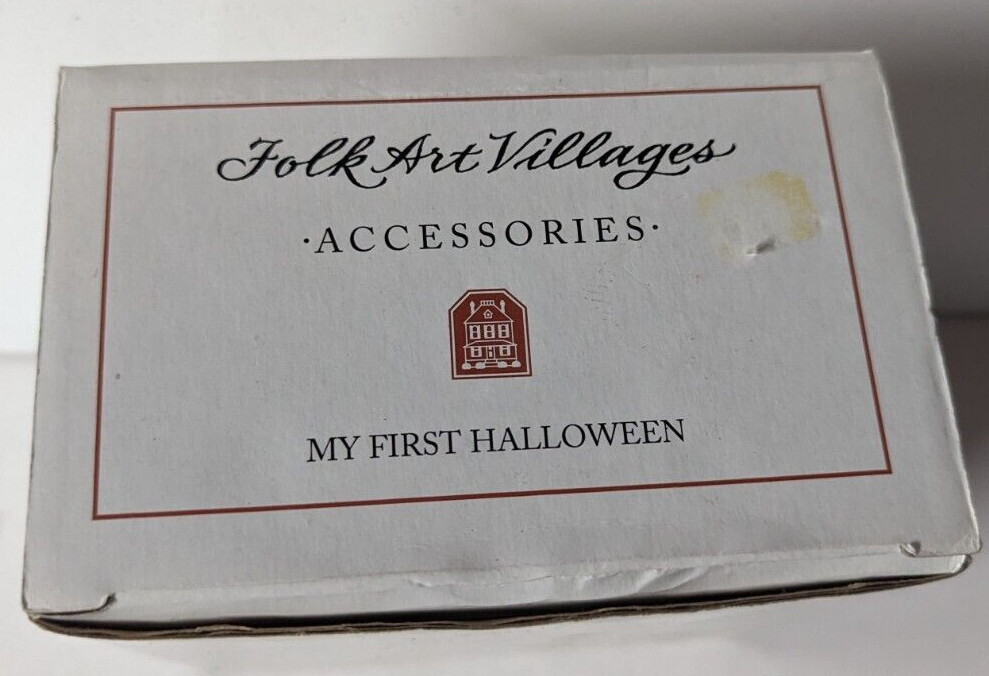 Folk Art Villages
·ACCESSORIES·
MY FIRST HALLOWEEN